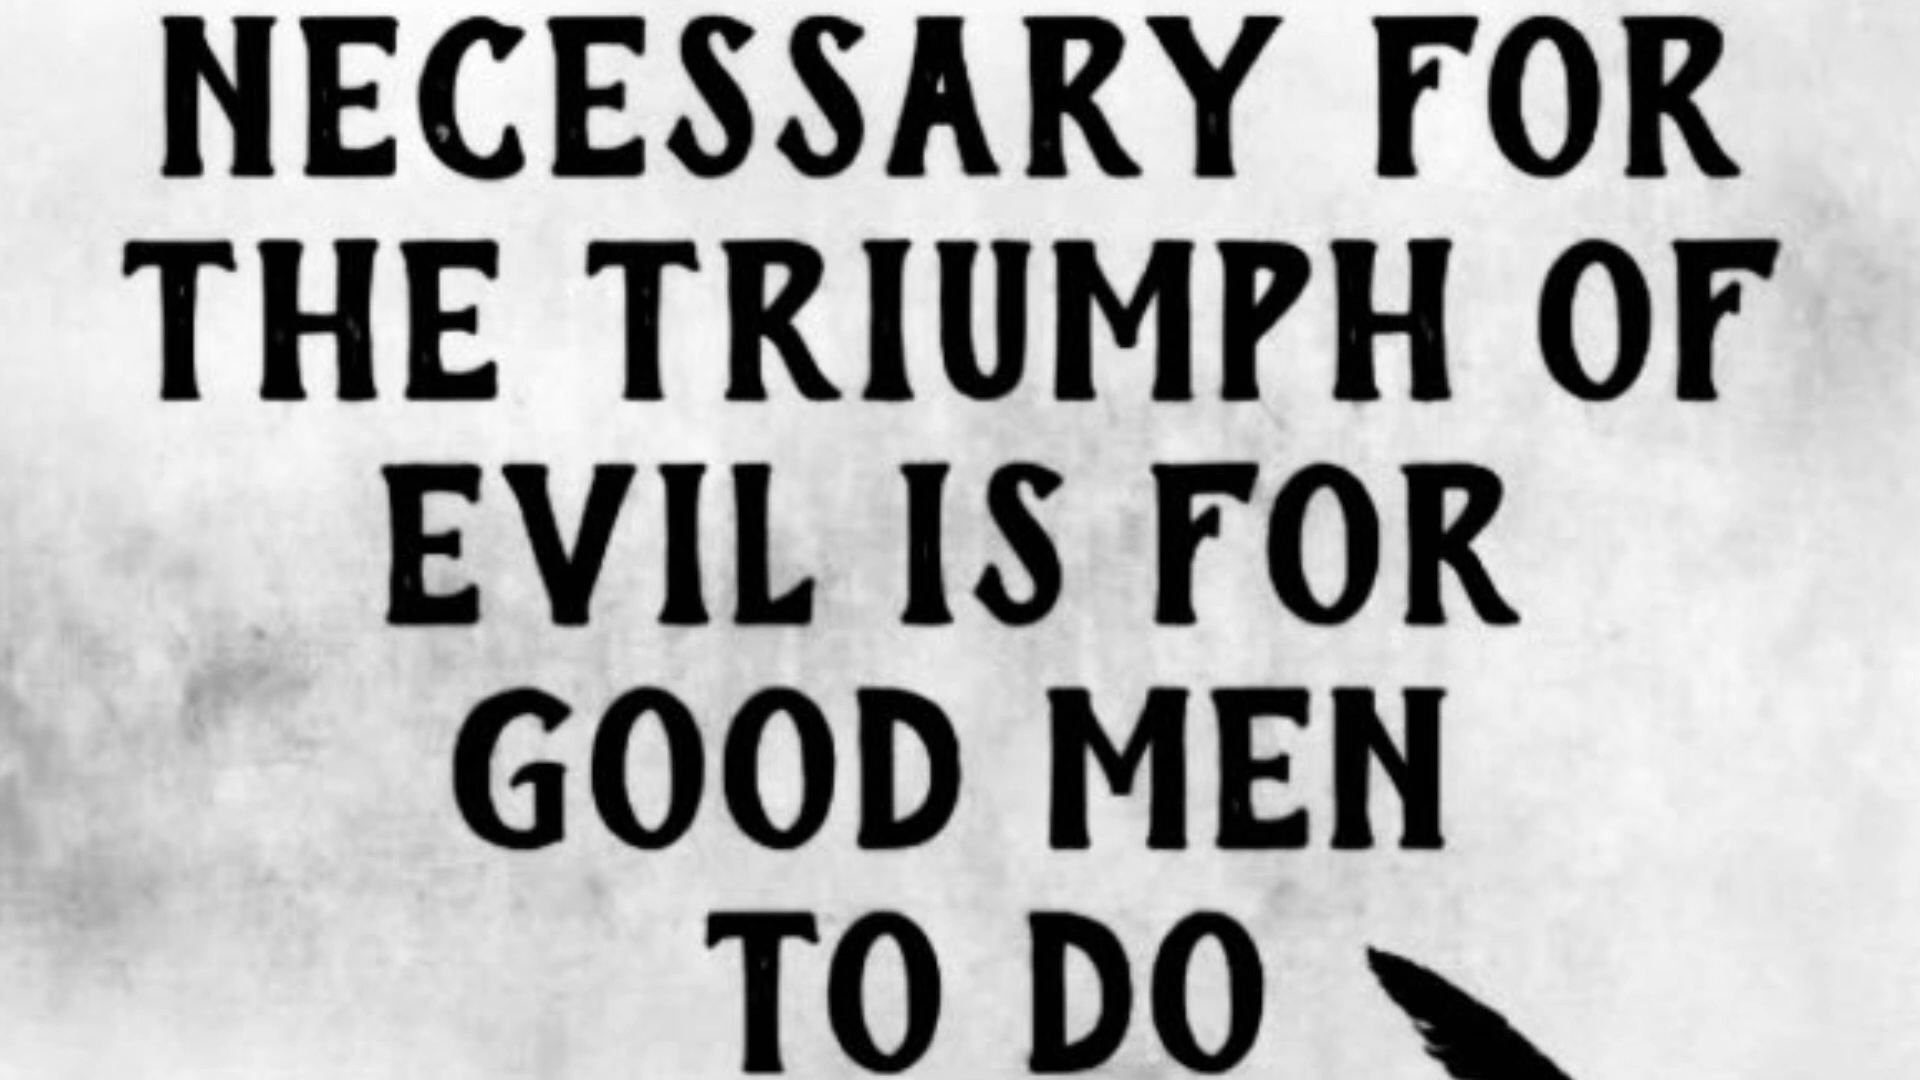 NECESSARY FOR
THE TRIUMPH OF
EVIL IS FOR
GOOD MEN
TO DO